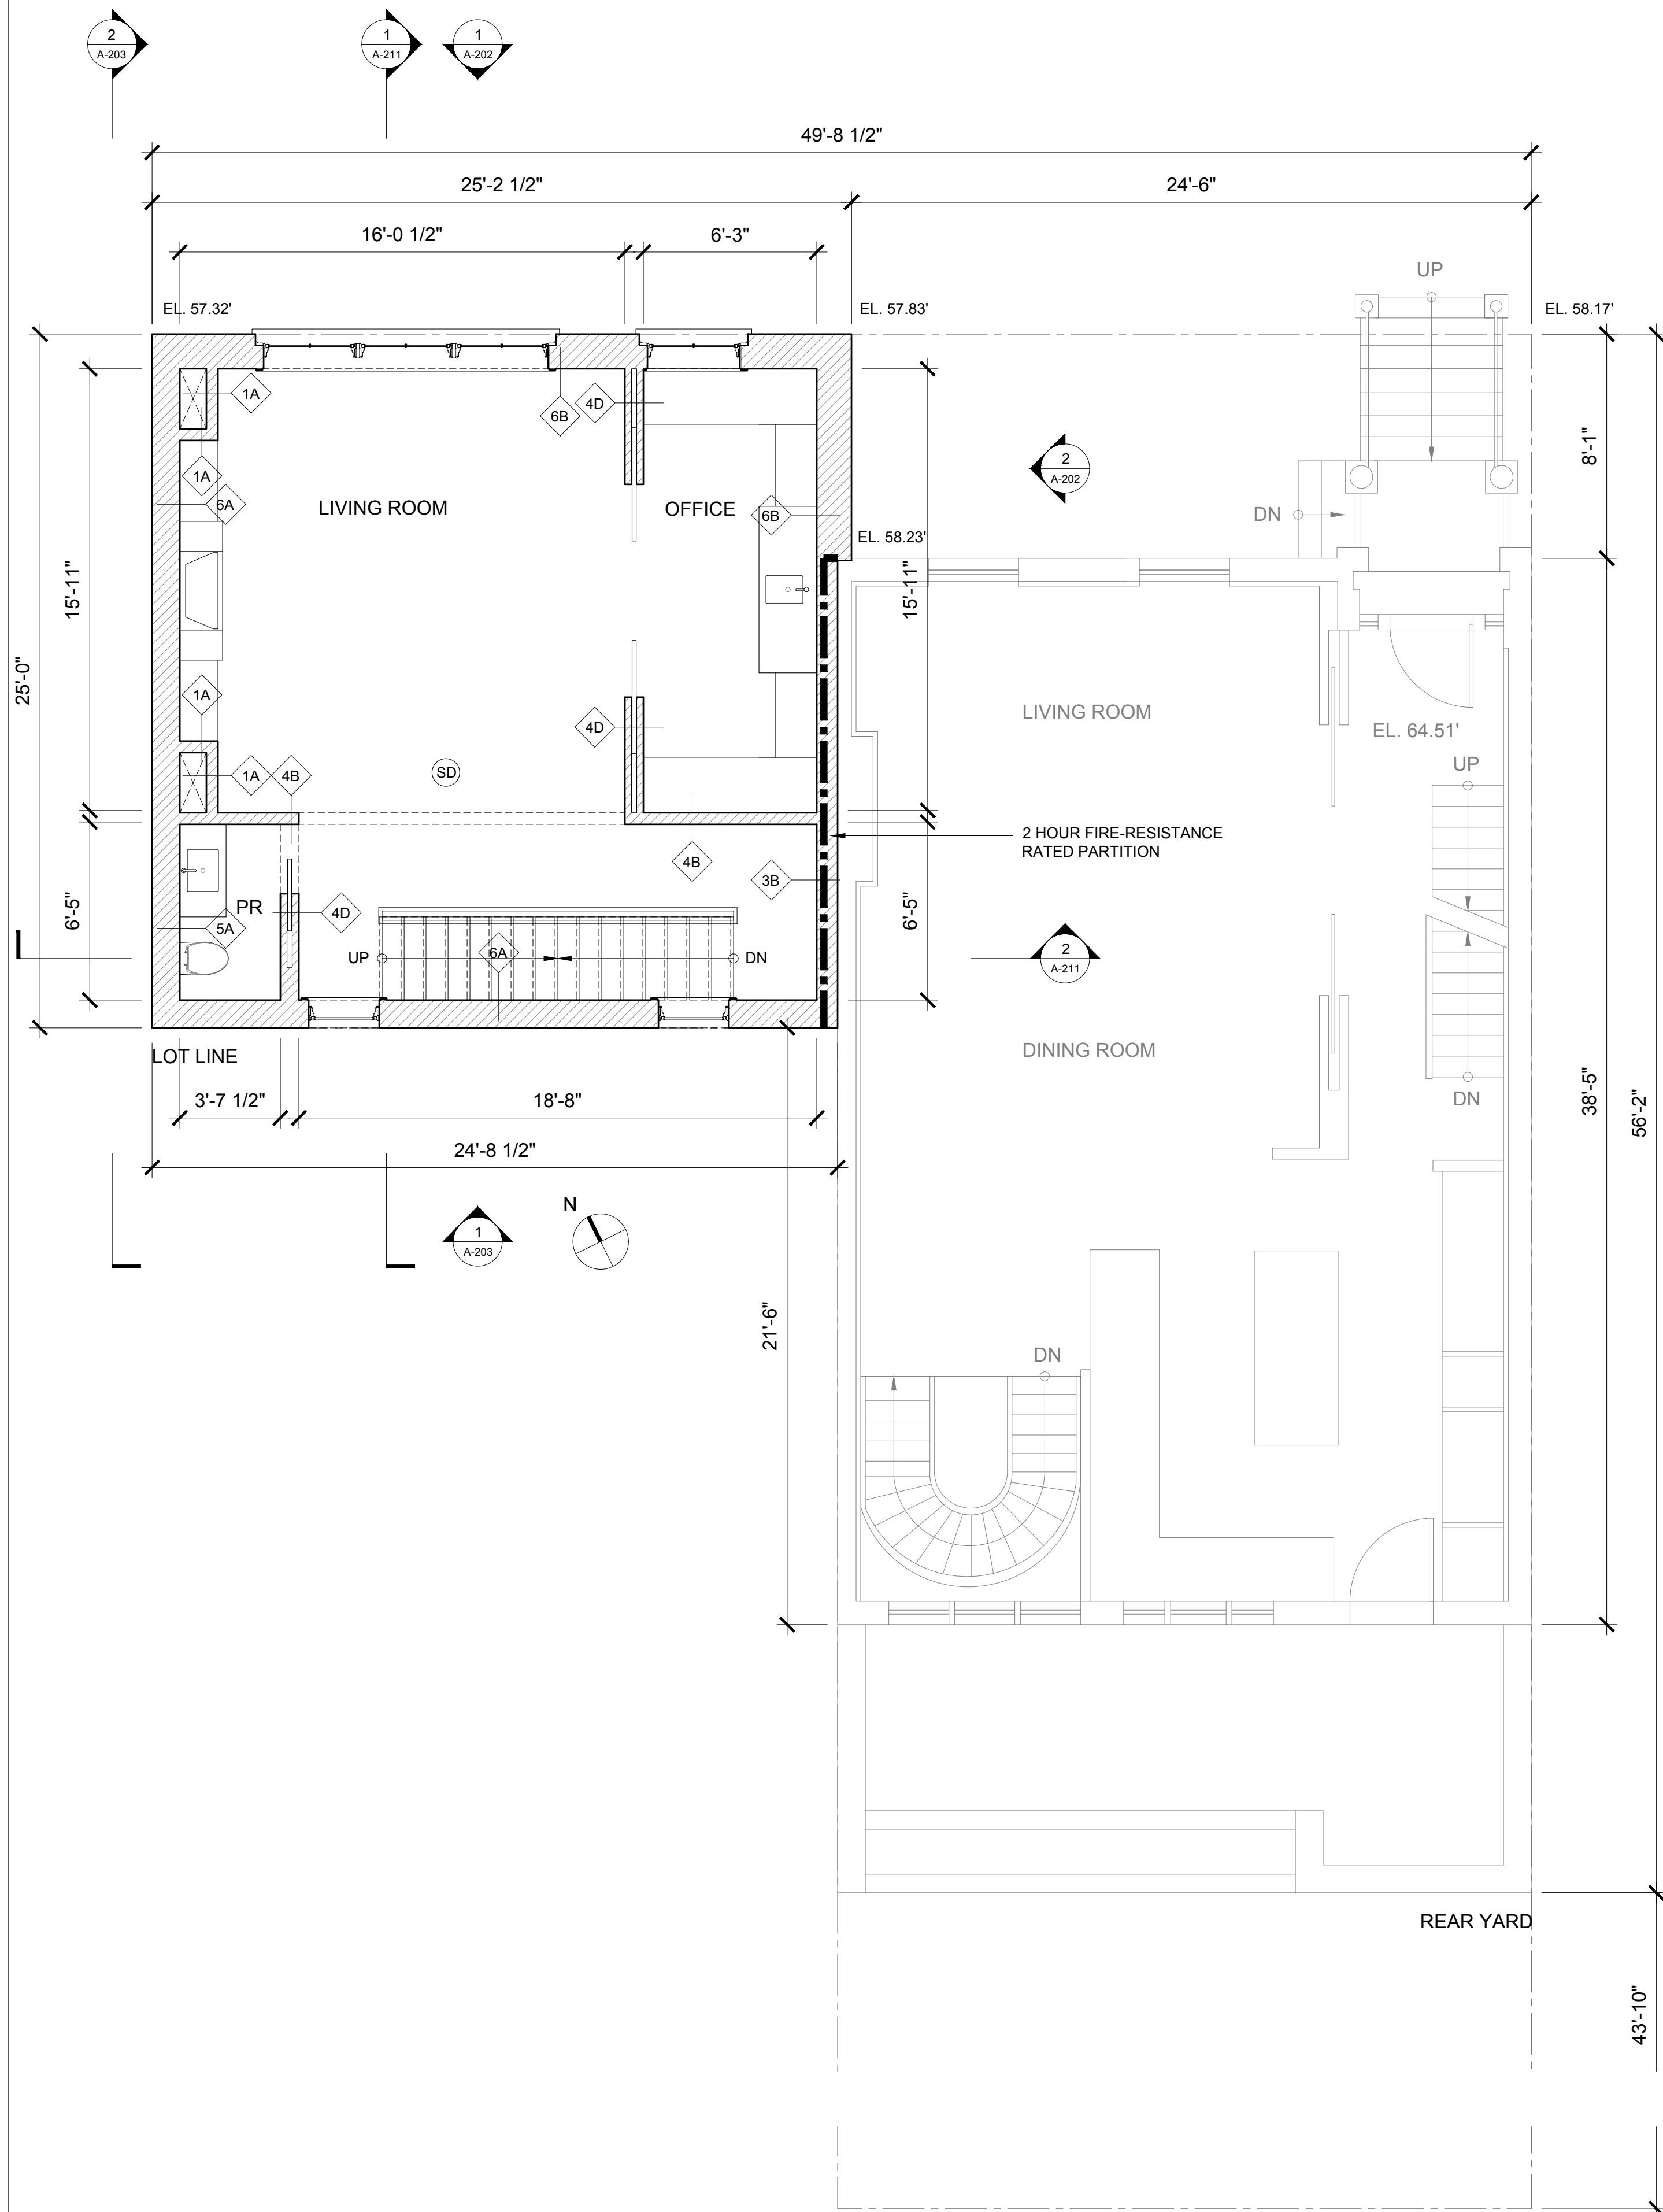 2
A-203
1
A-211
1
A-202
49'-8 1/2"
25'-2 1/2"
24'-6"
16'-0 1/2"
6'-3"
UP
EL. 57.32'
EL. 57.83'
EL. 58.17'
1A
4D
6B
8'-1"
2
A-202
1A
6A
LIVING ROOM
OFFICE
6B
DN
EL. 58.23'
15'-11"
15'-11"
25'-0"
1A
4D
LIVING ROOM
EL. 64.51'
UP
1A
4B
SD
2 HOUR FIRE-RESISTANCE
RATED PARTITION
4B
3B
6'-5"
PR
4D
6'-5"
5A
UP
6A
DN
2
A-211
LOT LINE
DINING ROOM
DN
38'-5"
56'-2"
3'-7 1/2"
18'-8"
24'-8 1/2"
N
1
A-203
21'-6"
DN
REAR YARD
43'-10"